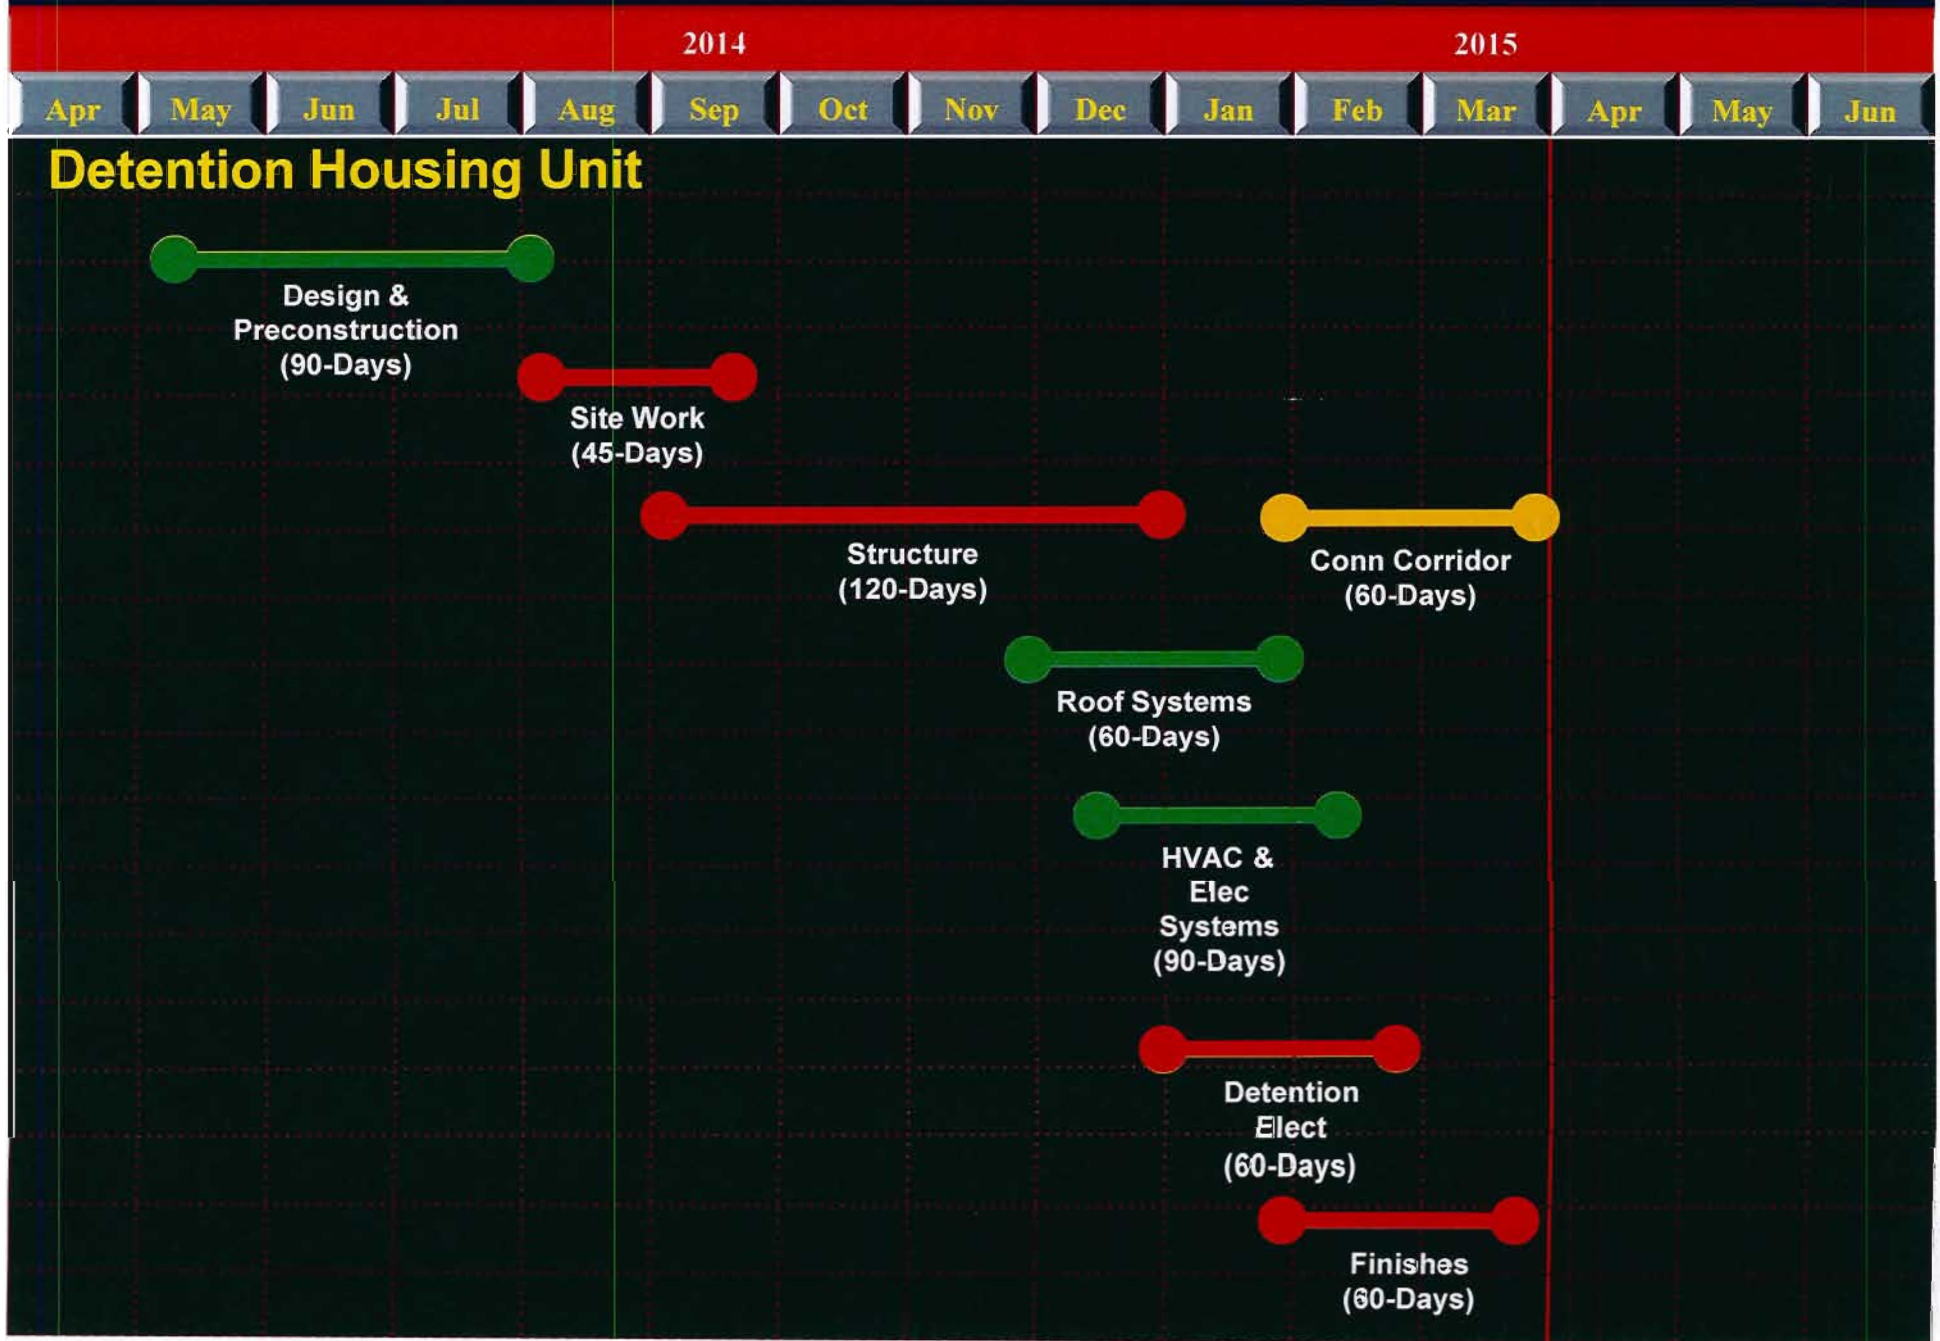 2014 2015
Apr May Jun Jul Aug Sep Oct Nov Dec Jan Feb Mar Apr May Jun
Detention Housing Unit
Design &
Preconstruction
(90-Days)
Site Work
(45-Days)
Structure
(120-Days)
Conn Corridor
(60-Days)
Roof Systems
(60-Days)
HVAC &
Elec
Systems
(90-Days)
Detention
Elect
(60-Days)
Finishes
(60-Days)